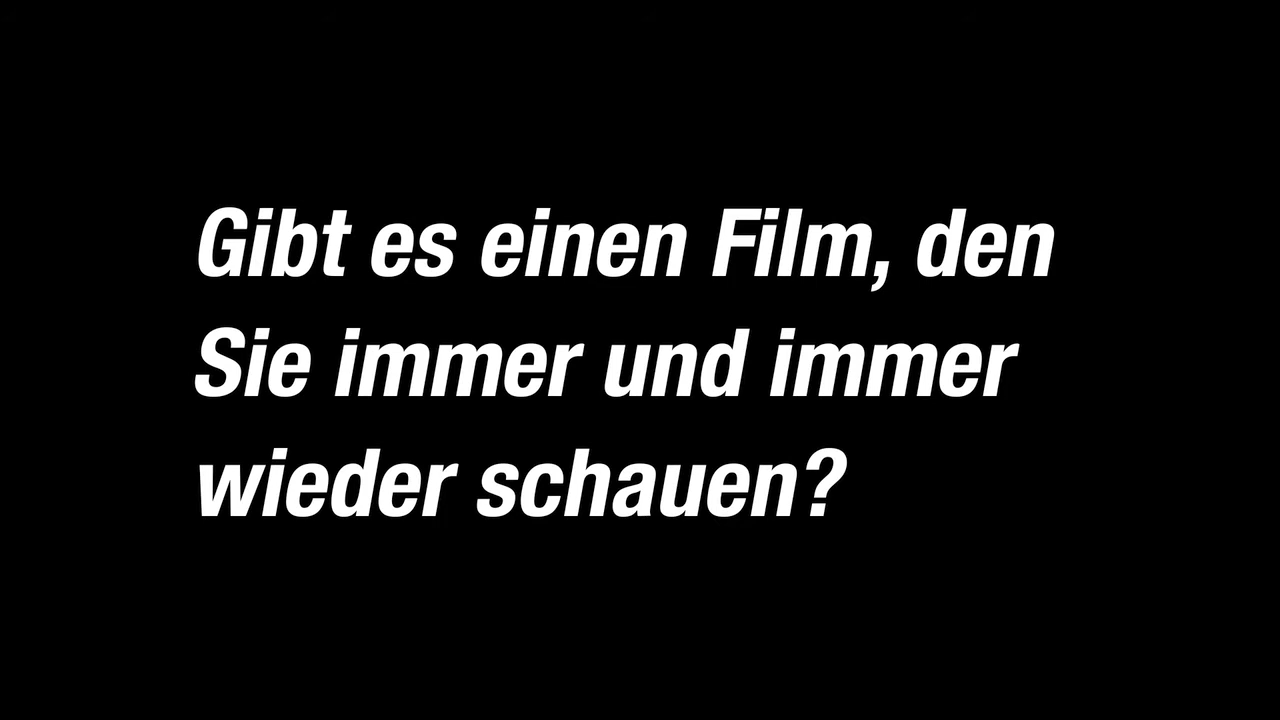 Gibt es einen Film, den
Sie immer und immer
wieder schauen?